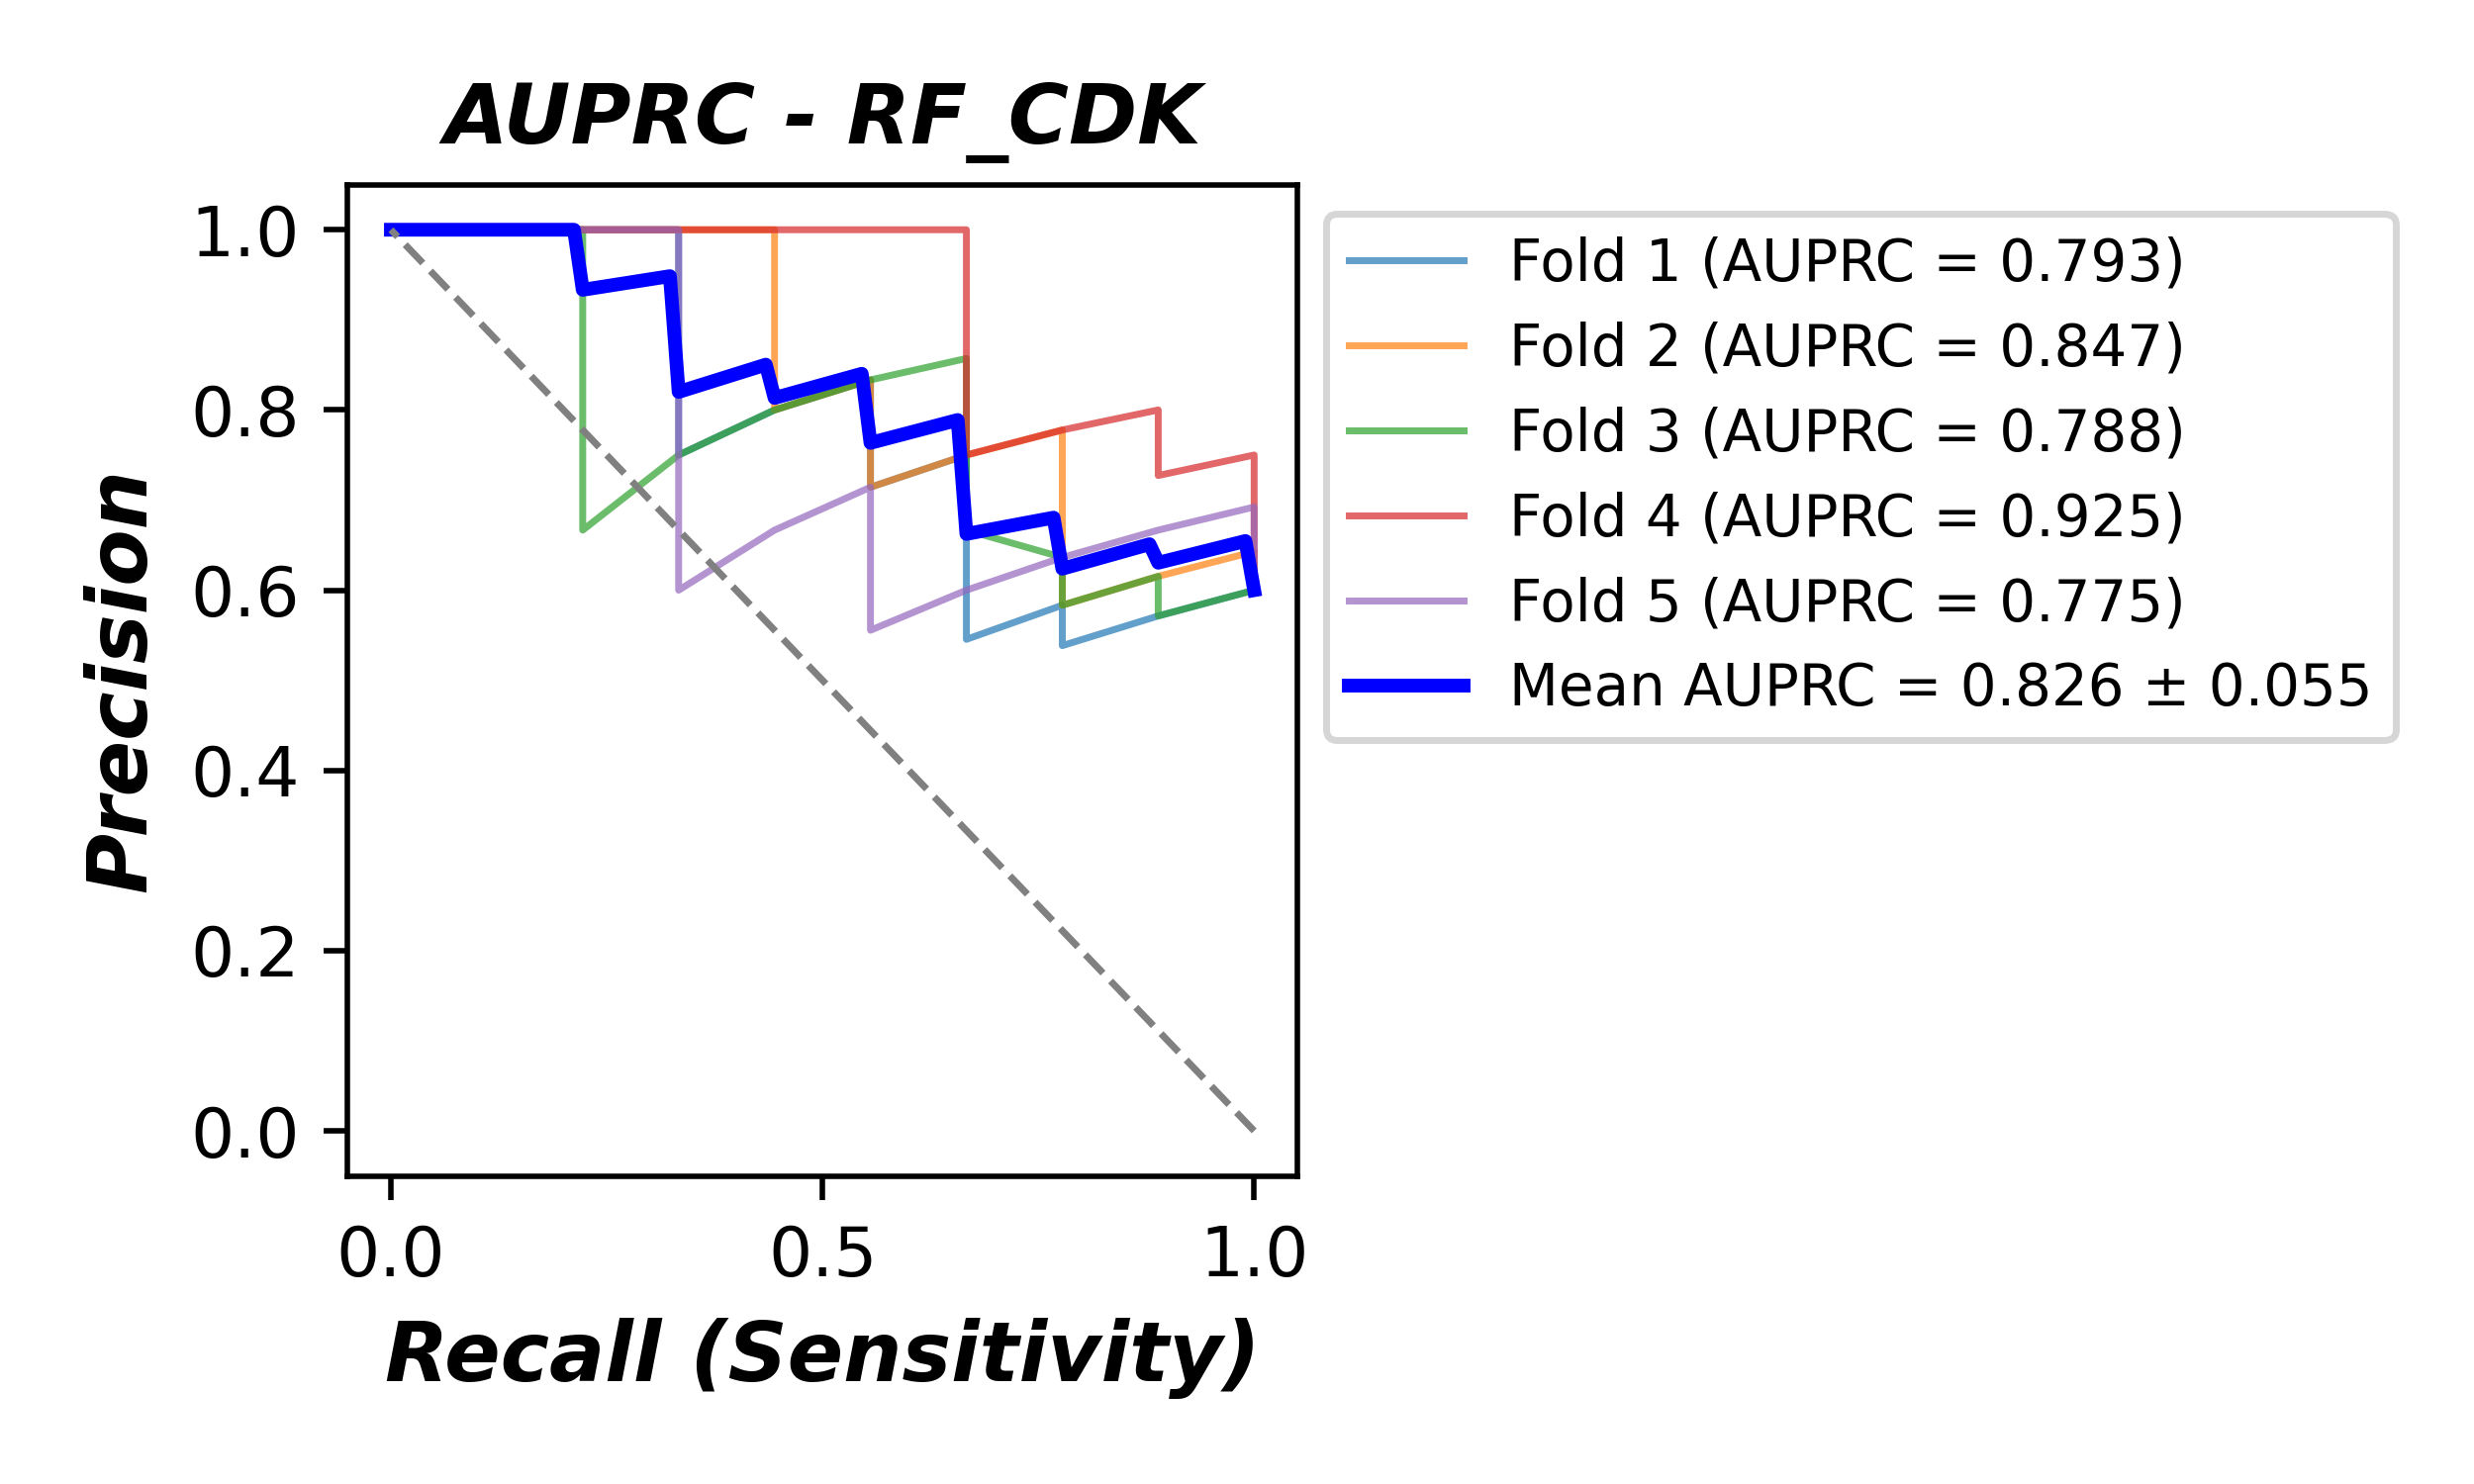 AUPRC - RF_CDK
Precision
1.0
0.8
0.6
0.4
0.2
0.0
0.0
0.5
1.0
Recall (Sensitivity)
Fold 1 (AUPRC = 0.793)
Fold 2 (AUPRC = 0.847)
Fold 3 (AUPRC = 0.788)
Fold 4 (AUPRC = 0.925)
Fold 5 (AUPRC = 0.775)
Mean AUPRC = 0.826 ± 0.055